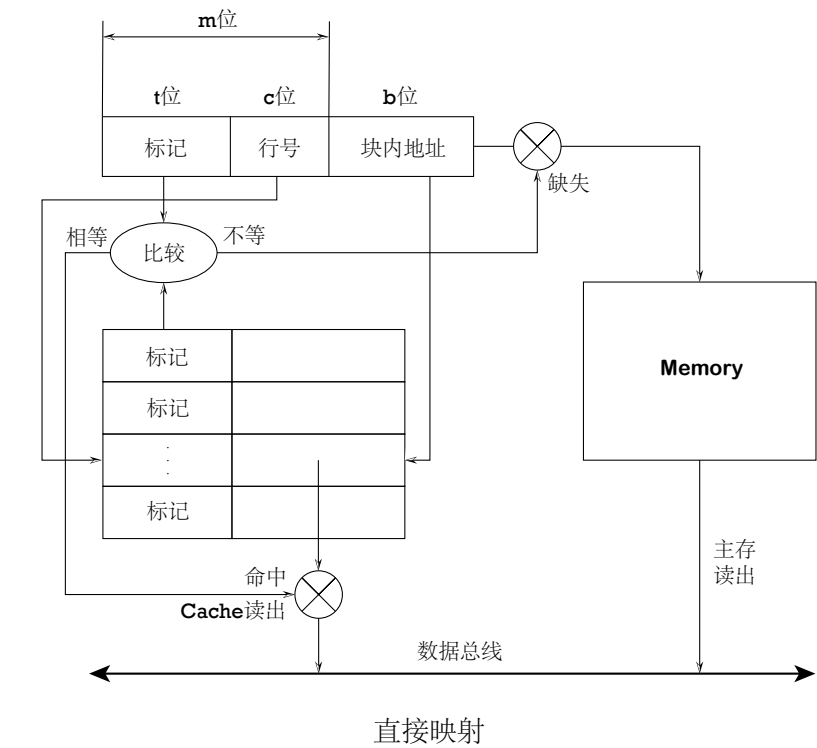 m位
t位 c位 b位
标记 行号 块内地址
缺失
相等 不等
比较
标记
标记
Memory
标记
主存
读出
命中
Cache读出
数据总线
直接映射